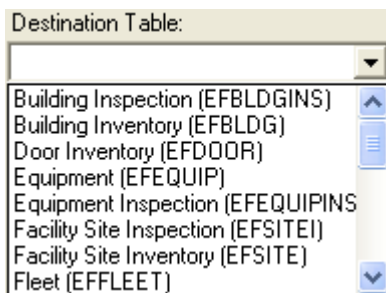 Destination Table:
Building Inspection (EFBLDGINS)
Building Inventory (EFBLDG)
Door Inventory (EFDOOR)
Equipment (EFEQUIP)
Equipment Inspection (EFEQUIPINS
Facility Site Inspection (EFSITEI)
Facility Site Inventory (EFSITE)
Fleet (EFFLEET)